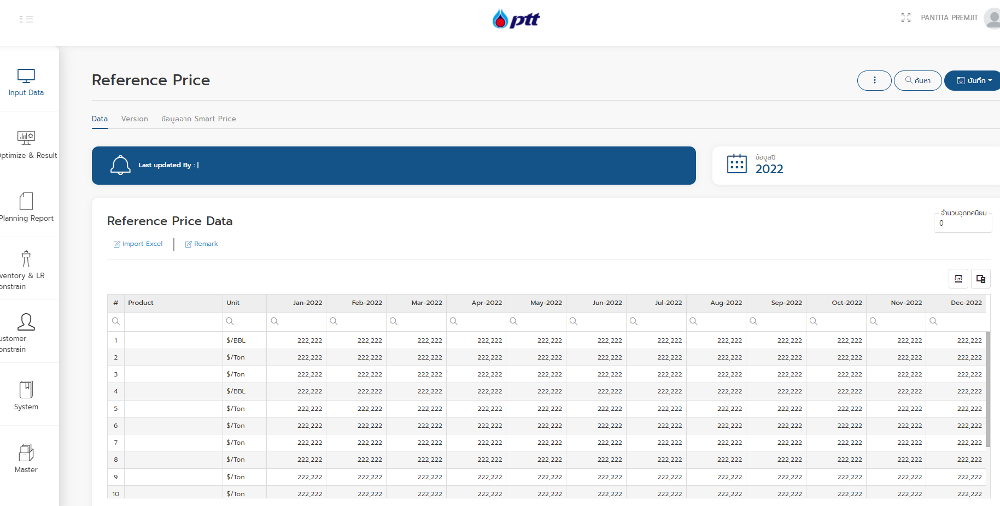 ptt
PANTITA PREMJIT
Input Data
ptimize & Result
Planning Report
ventory & LR
onstrain
ustomer
onstrain
System
Master
Reference Price
ค้นหา
บันทึก
Data Version ข้อมูลจาก Smart Price
Last updated By : |
ข้อมูลปี
2022
Reference Price Data
จำนวนจุดทศนิยม
0
Import Excel | Remark
XLSX
# Product Unit Jan-2022 Feb-2022 Mar-2022 Apr-2022 May-2022 Jun-2022 Jul-2022 Aug-2022 Sep-2022 Oct-2022 Nov-2022 Dec-2022
1 $/BBL 222,222 222,222 222,222 222,222 222,222 222,222 222,222 222,222 222,222 222,222 222,222 222,222
2 $/Ton 222,222 222,222 222,222 222,222 222,222 222,222 222,222 222,222 222,222 222,222 222,222 222,222
3 $/Ton 222,222 222,222 222,222 222,222 222,222 222,222 222,222 222,222 222,222 222,222 222,222 222,222
4 $/BBL 222,222 222,222 222,222 222,222 222,222 222,222 222,222 222,222 222,222 222,222 222,222 222,222
5 $/Ton 222,222 222,222 222,222 222,222 222,222 222,222 222,222 222,222 222,222 222,222 222,222 222,222
6 $/Ton 222,222 222,222 222,222 222,222 222,222 222,222 222,222 222,222 222,222 222,222 222,222 222,222
7 $/Ton 222,222 222,222 222,222 222,222 222,222 222,222 222,222 222,222 222,222 222,222 222,222 222,222
8 $/Ton 222,222 222,222 222,222 222,222 222,222 222,222 222,222 222,222 222,222 222,222 222,222 222,222
9 $/Ton 222,222 222,222 222,222 222,222 222,222 222,222 222,222 222,222 222,222 222,222 222,222 222,222
10 $/Ton 222,222 222,222 222,222 222,222 222,222 222,222 222,222 222,222 222,222 222,222 222,222 222,222